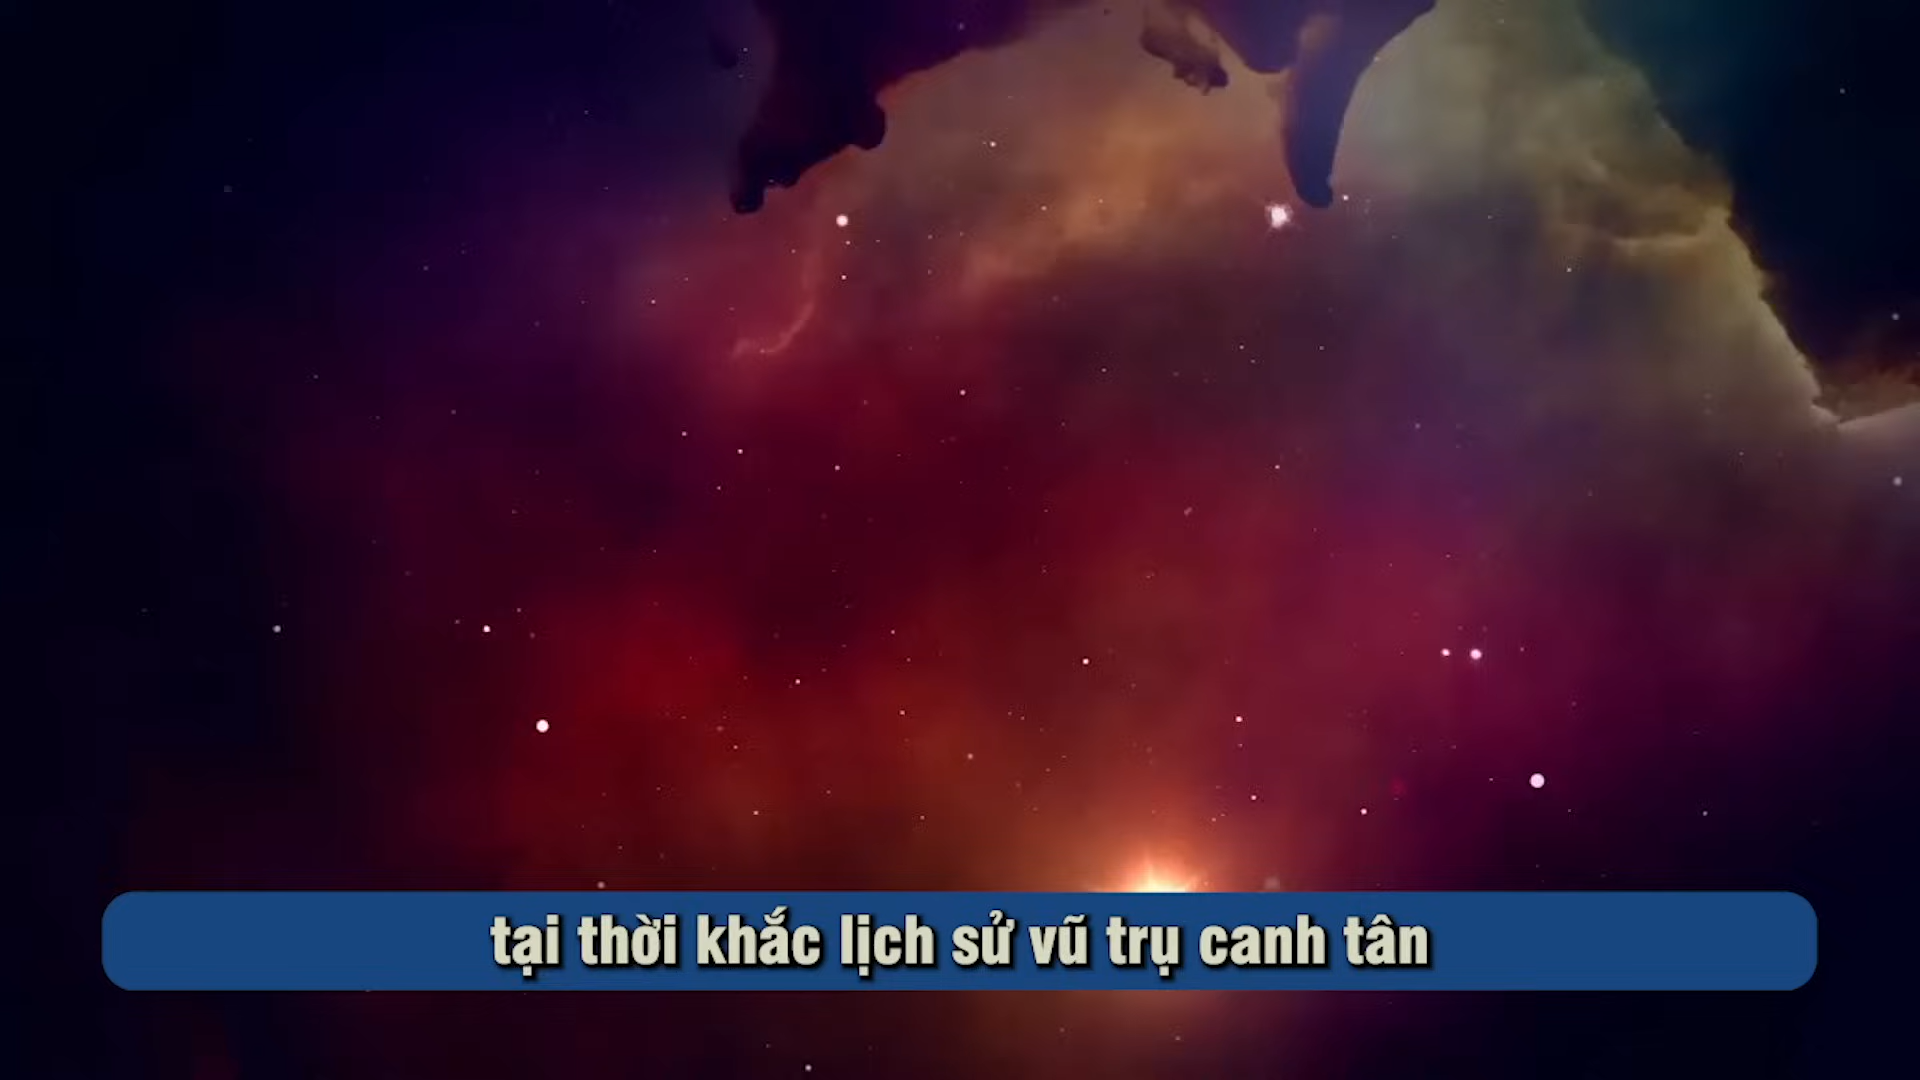 tại thời khắc lịch sử vũ trụ canh tân